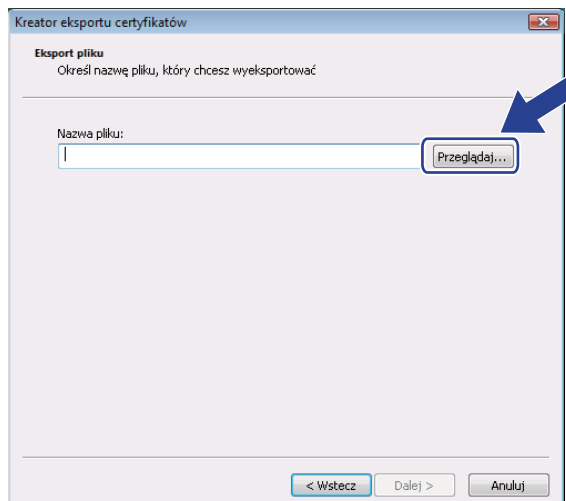 Kreator eksportu certyfikatów
Eksport pliku
Określ nazwę pliku, który chcesz wyeksportować
Nazwa pliku:
Przeglądaj...
< Wstecz
Dalej >
Anuluj